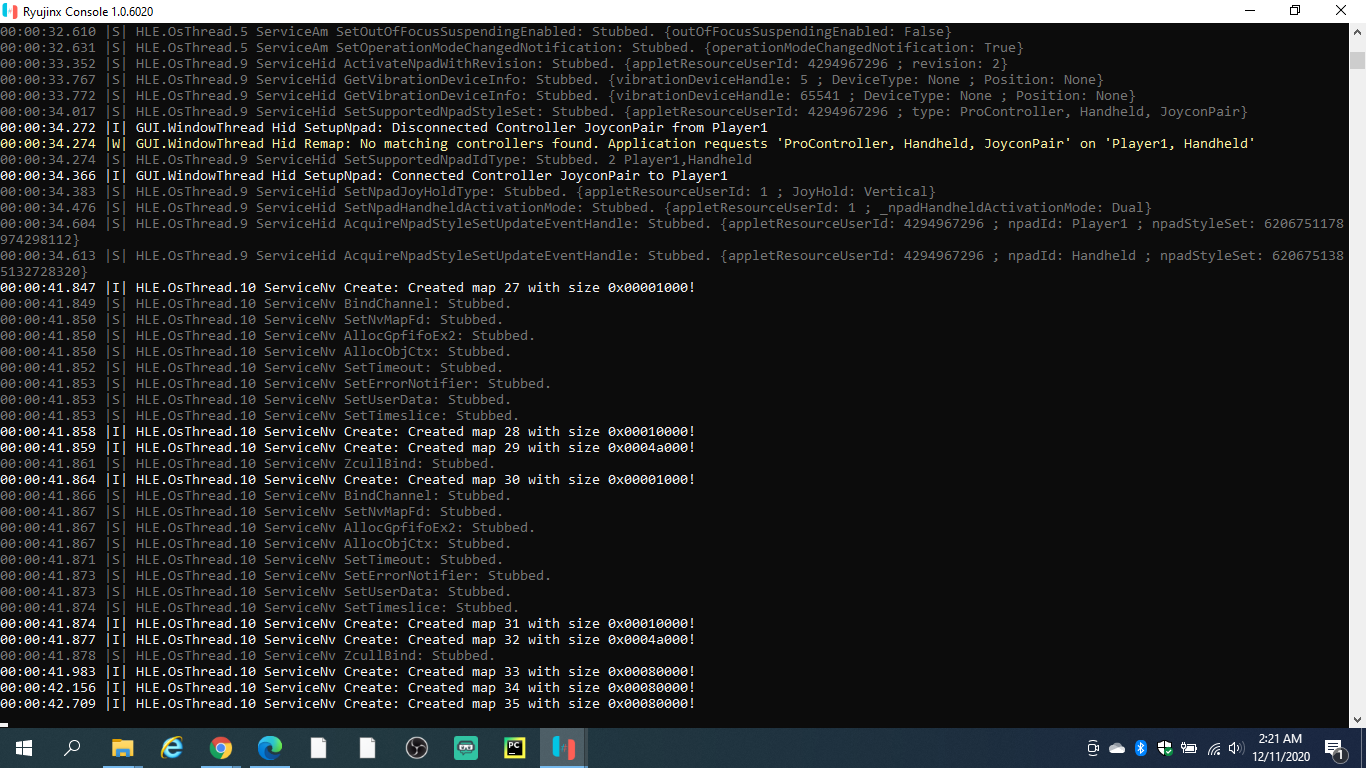 Ryujinx Console 1.0.6020
00:00:32.610 |S| HLE.OsThread.5 ServiceAm SetOutOfFocusSuspendingEnabled: Stubbed. {outOfFocusSuspendingEnabled: False}
00:00:32.631 |S| HLE.OsThread.5 ServiceAm SetOperationModeChangedNotification: Stubbed. {operationModeChangedNotification: True}
00:00:33.352 |S| HLE.OsThread.9 ServiceHid ActivateNpadWithRevision: Stubbed. {appletResourceUserId: 4294967296 ; revision: 2}
00:00:33.767 |S| HLE.OsThread.9 ServiceHid GetVibrationDeviceInfo: Stubbed. {vibrationDeviceHandle: 5 ; DeviceType: None ; Position: None}
00:00:33.772 |S| HLE.OsThread.9 ServiceHid GetVibrationDeviceInfo: Stubbed. {vibrationDeviceHandle: 65541 ; DeviceType: None ; Position: None}
00:00:34.017 |S| HLE.OsThread.9 ServiceHid SetSupportedNpadStyleSet: Stubbed. {appletResourceUserId: 4294967296 ; type: ProController, Handheld, JoyconPair}
00:00:34.272 |I| GUI.WindowThread Hid SetupNpad: Disconnected Controller JoyconPair from Player1
00:00:34.274 |W| GUI.WindowThread Hid Remap: No matching controllers found. Application requests 'ProController, Handheld, JoyconPair' on 'Player1, Handheld'
00:00:34.274 |S| HLE.OsThread.9 ServiceHid SetSupportedNpadIdType: Stubbed. 2 Player1,Handheld
00:00:34.366 |I| GUI.WindowThread Hid SetupNpad: Connected Controller JoyconPair to Player1
00:00:34.383 |S| HLE.OsThread.9 ServiceHid SetNpadJoyHoldType: Stubbed. {appletResourceUserId: 1 ; JoyHold: Vertical}
00:00:34.476 |S| HLE.OsThread.9 ServiceHid SetNpadHandheldActivationMode: Stubbed. {appletResourceUserId: 1 ; _npadHandheldActivationMode: Dual}
00:00:34.604 |S| HLE.OsThread.9 ServiceHid AcquireNpadStyleSetUpdateEventHandle: Stubbed. {appletResourceUserId: 4294967296 ; npadId: Player1 ; npadStyleSet: 6206751178
974298112}
00:00:34.613 |S| HLE.OsThread.9 ServiceHid AcquireNpadStyleSetUpdateEventHandle: Stubbed. {appletResourceUserId: 4294967296 ; npadId: Handheld ; npadStyleSet: 620675138
5132728320}
00:00:41.847 |I| HLE.OsThread.10 ServiceNv Create: Created map 27 with size 0x00001000!
00:00:41.849 |S| HLE.OsThread.10 ServiceNv BindChannel: Stubbed.
00:00:41.850 |S| HLE.OsThread.10 ServiceNv SetNvMapFd: Stubbed.
00:00:41.850 |S| HLE.OsThread.10 ServiceNv AllocGpfifoEx2: Stubbed.
00:00:41.850 |S| HLE.OsThread.10 ServiceNv AllocObjCtx: Stubbed.
00:00:41.852 |S| HLE.OsThread.10 ServiceNv SetTimeout: Stubbed.
00:00:41.853 |S| HLE.OsThread.10 ServiceNv SetErrorNotifier: Stubbed.
00:00:41.853 |S| HLE.OsThread.10 ServiceNv SetUserData: Stubbed.
00:00:41.853 |S| HLE.OsThread.10 ServiceNv SetTimeslice: Stubbed.
00:00:41.858 |I| HLE.OsThread.10 ServiceNv Create: Created map 28 with size 0x00010000!
00:00:41.859 |I| HLE.OsThread.10 ServiceNv Create: Created map 29 with size 0x0004a000!
00:00:41.861 |S| HLE.OsThread.10 ServiceNv ZcullBind: Stubbed.
00:00:41.864 |I| HLE.OsThread.10 ServiceNv Create: Created map 30 with size 0x00001000!
00:00:41.866 |S| HLE.OsThread.10 ServiceNv BindChannel: Stubbed.
00:00:41.867 |S| HLE.OsThread.10 ServiceNv SetNvMapFd: Stubbed.
00:00:41.867 |S| HLE.OsThread.10 ServiceNv AllocGpfifoEx2: Stubbed.
00:00:41.867 |S| HLE.OsThread.10 ServiceNv AllocObjCtx: Stubbed.
00:00:41.871 |S| HLE.OsThread.10 ServiceNv SetTimeout: Stubbed.
00:00:41.873 |S| HLE.OsThread.10 ServiceNv SetErrorNotifier: Stubbed.
00:00:41.873 |S| HLE.OsThread.10 ServiceNv SetUserData: Stubbed.
00:00:41.874 |S| HLE.OsThread.10 ServiceNv SetTimeslice: Stubbed.
00:00:41.874 |I| HLE.OsThread.10 ServiceNv Create: Created map 31 with size 0x00010000!
00:00:41.877 |I| HLE.OsThread.10 ServiceNv Create: Created map 32 with size 0x0004a000!
00:00:41.878 |S| HLE.OsThread.10 ServiceNv ZcullBind: Stubbed.
00:00:41.983 |I| HLE.OsThread.10 ServiceNv Create: Created map 33 with size 0x00080000!
00:00:42.156 |I| HLE.OsThread.10 ServiceNv Create: Created map 34 with size 0x00080000!
00:00:42.709 |I| HLE.OsThread.10 ServiceNv Create: Created map 35 with size 0x00080000!
PC
2:21 AM
12/11/2020
1